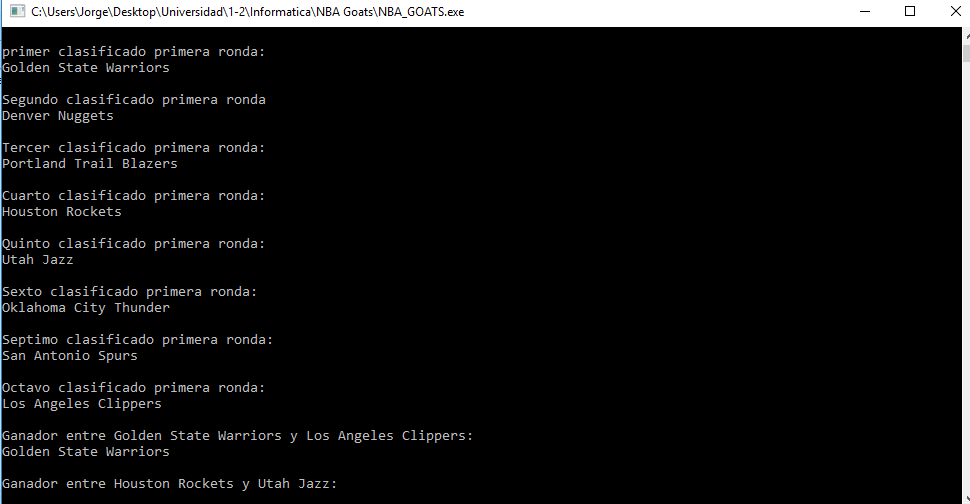 C:\Users\Jorge\Desktop\Universidad\1-2\Informatica\NBA Goats\NBA_GOATS.exe
primer clasificado primera ronda:
Golden State Warriors
Segundo clasificado primera ronda
Denver Nuggets
Tercer clasificado primera ronda:
Portland Trail Blazers
Cuarto clasificado primera ronda:
Houston Rockets
Quinto clasificado primera ronda:
Utah Jazz
Sexto clasificado primera ronda:
Oklahoma City Thunder
Septimo clasificado primera ronda:
San Antonio Spurs
Octavo clasificado primera ronda:
Los Angeles Clippers
Ganador entre Golden State Warriors y Los Angeles Clippers:
Golden State Warriors
Ganador entre Houston Rockets y Utah Jazz: